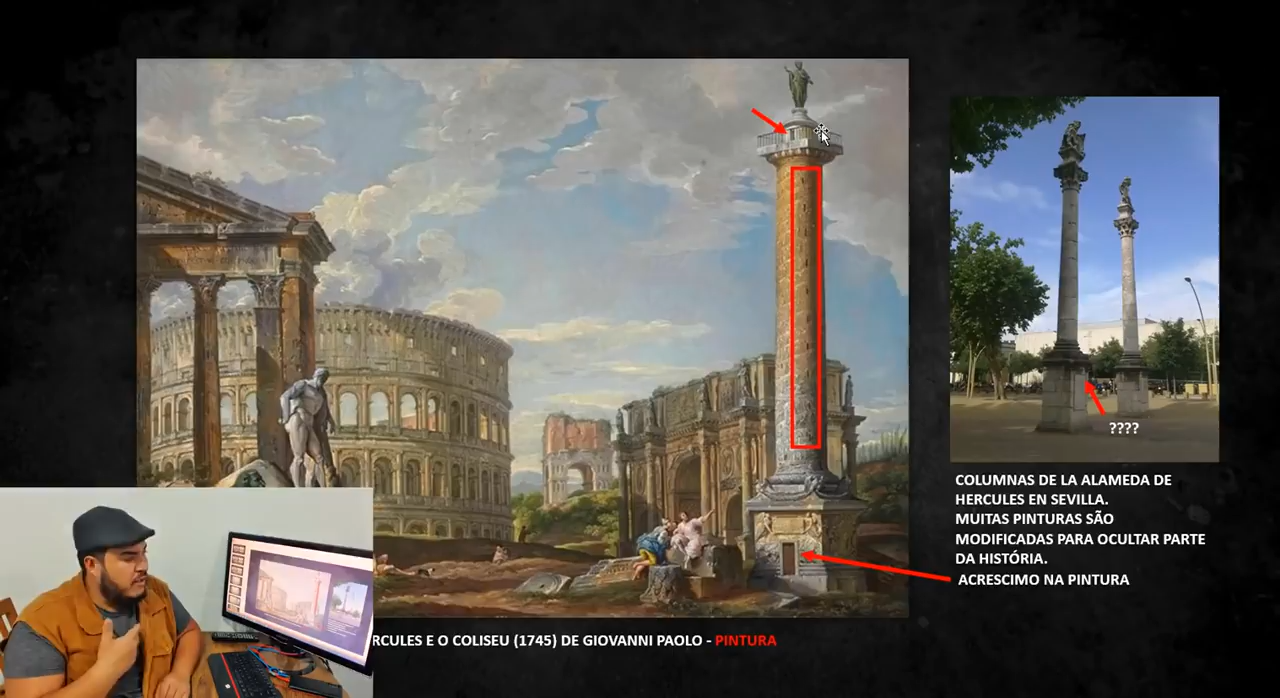 ????
COLUMNAS DE LA ALAMEDA DE
HERCULES EN SEVILLA.
MUITAS PINTURAS SÃO
MODIFICADAS PARA OCULTAR PARTE
DA HISTÓRIA.
ACRESCIMO NA PINTURA
RCULES E O COLISEU (1745) DE GIOVANNI PAOLO - PINTURA